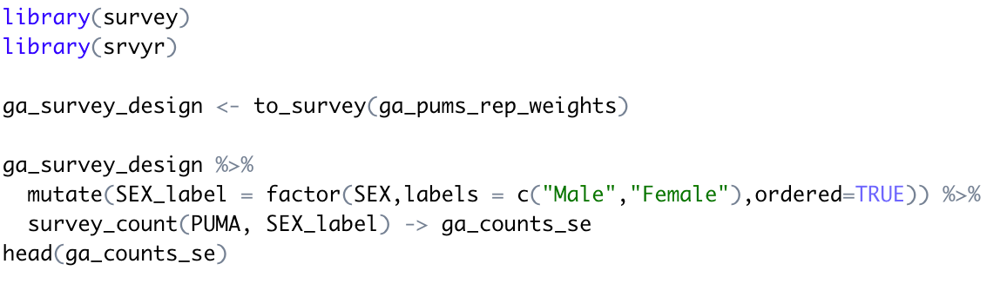 library(survey)
library(srvyr)
ga_survey_design <- to_survey(ga_pums_rep_weights)
ga_survey_design %>%
  mutate(SEX_label = factor(SEX,labels = c("Male","Female"),ordered=TRUE)) %>%
  survey_count(PUMA, SEX_label) -> ga_counts_se
head(ga_counts_se)